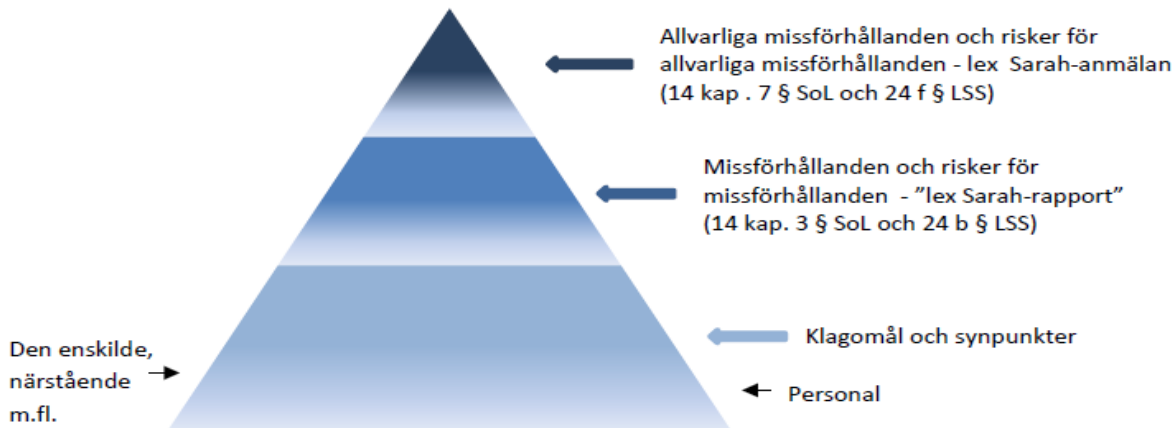 Allvarliga missförhållanden och risker för
allvarliga missförhållanden - lex Sarah-anmälan
(14 kap . 7 § SoL och 24 f § LSS)
Missförhållanden och risker för
missförhållanden - ”lex Sarah-rapport”
(14 kap. 3 § SoL och 24 b § LSS)
Klagomål och synpunkter
Den enskilde,
närstående
m.fl.
Personal